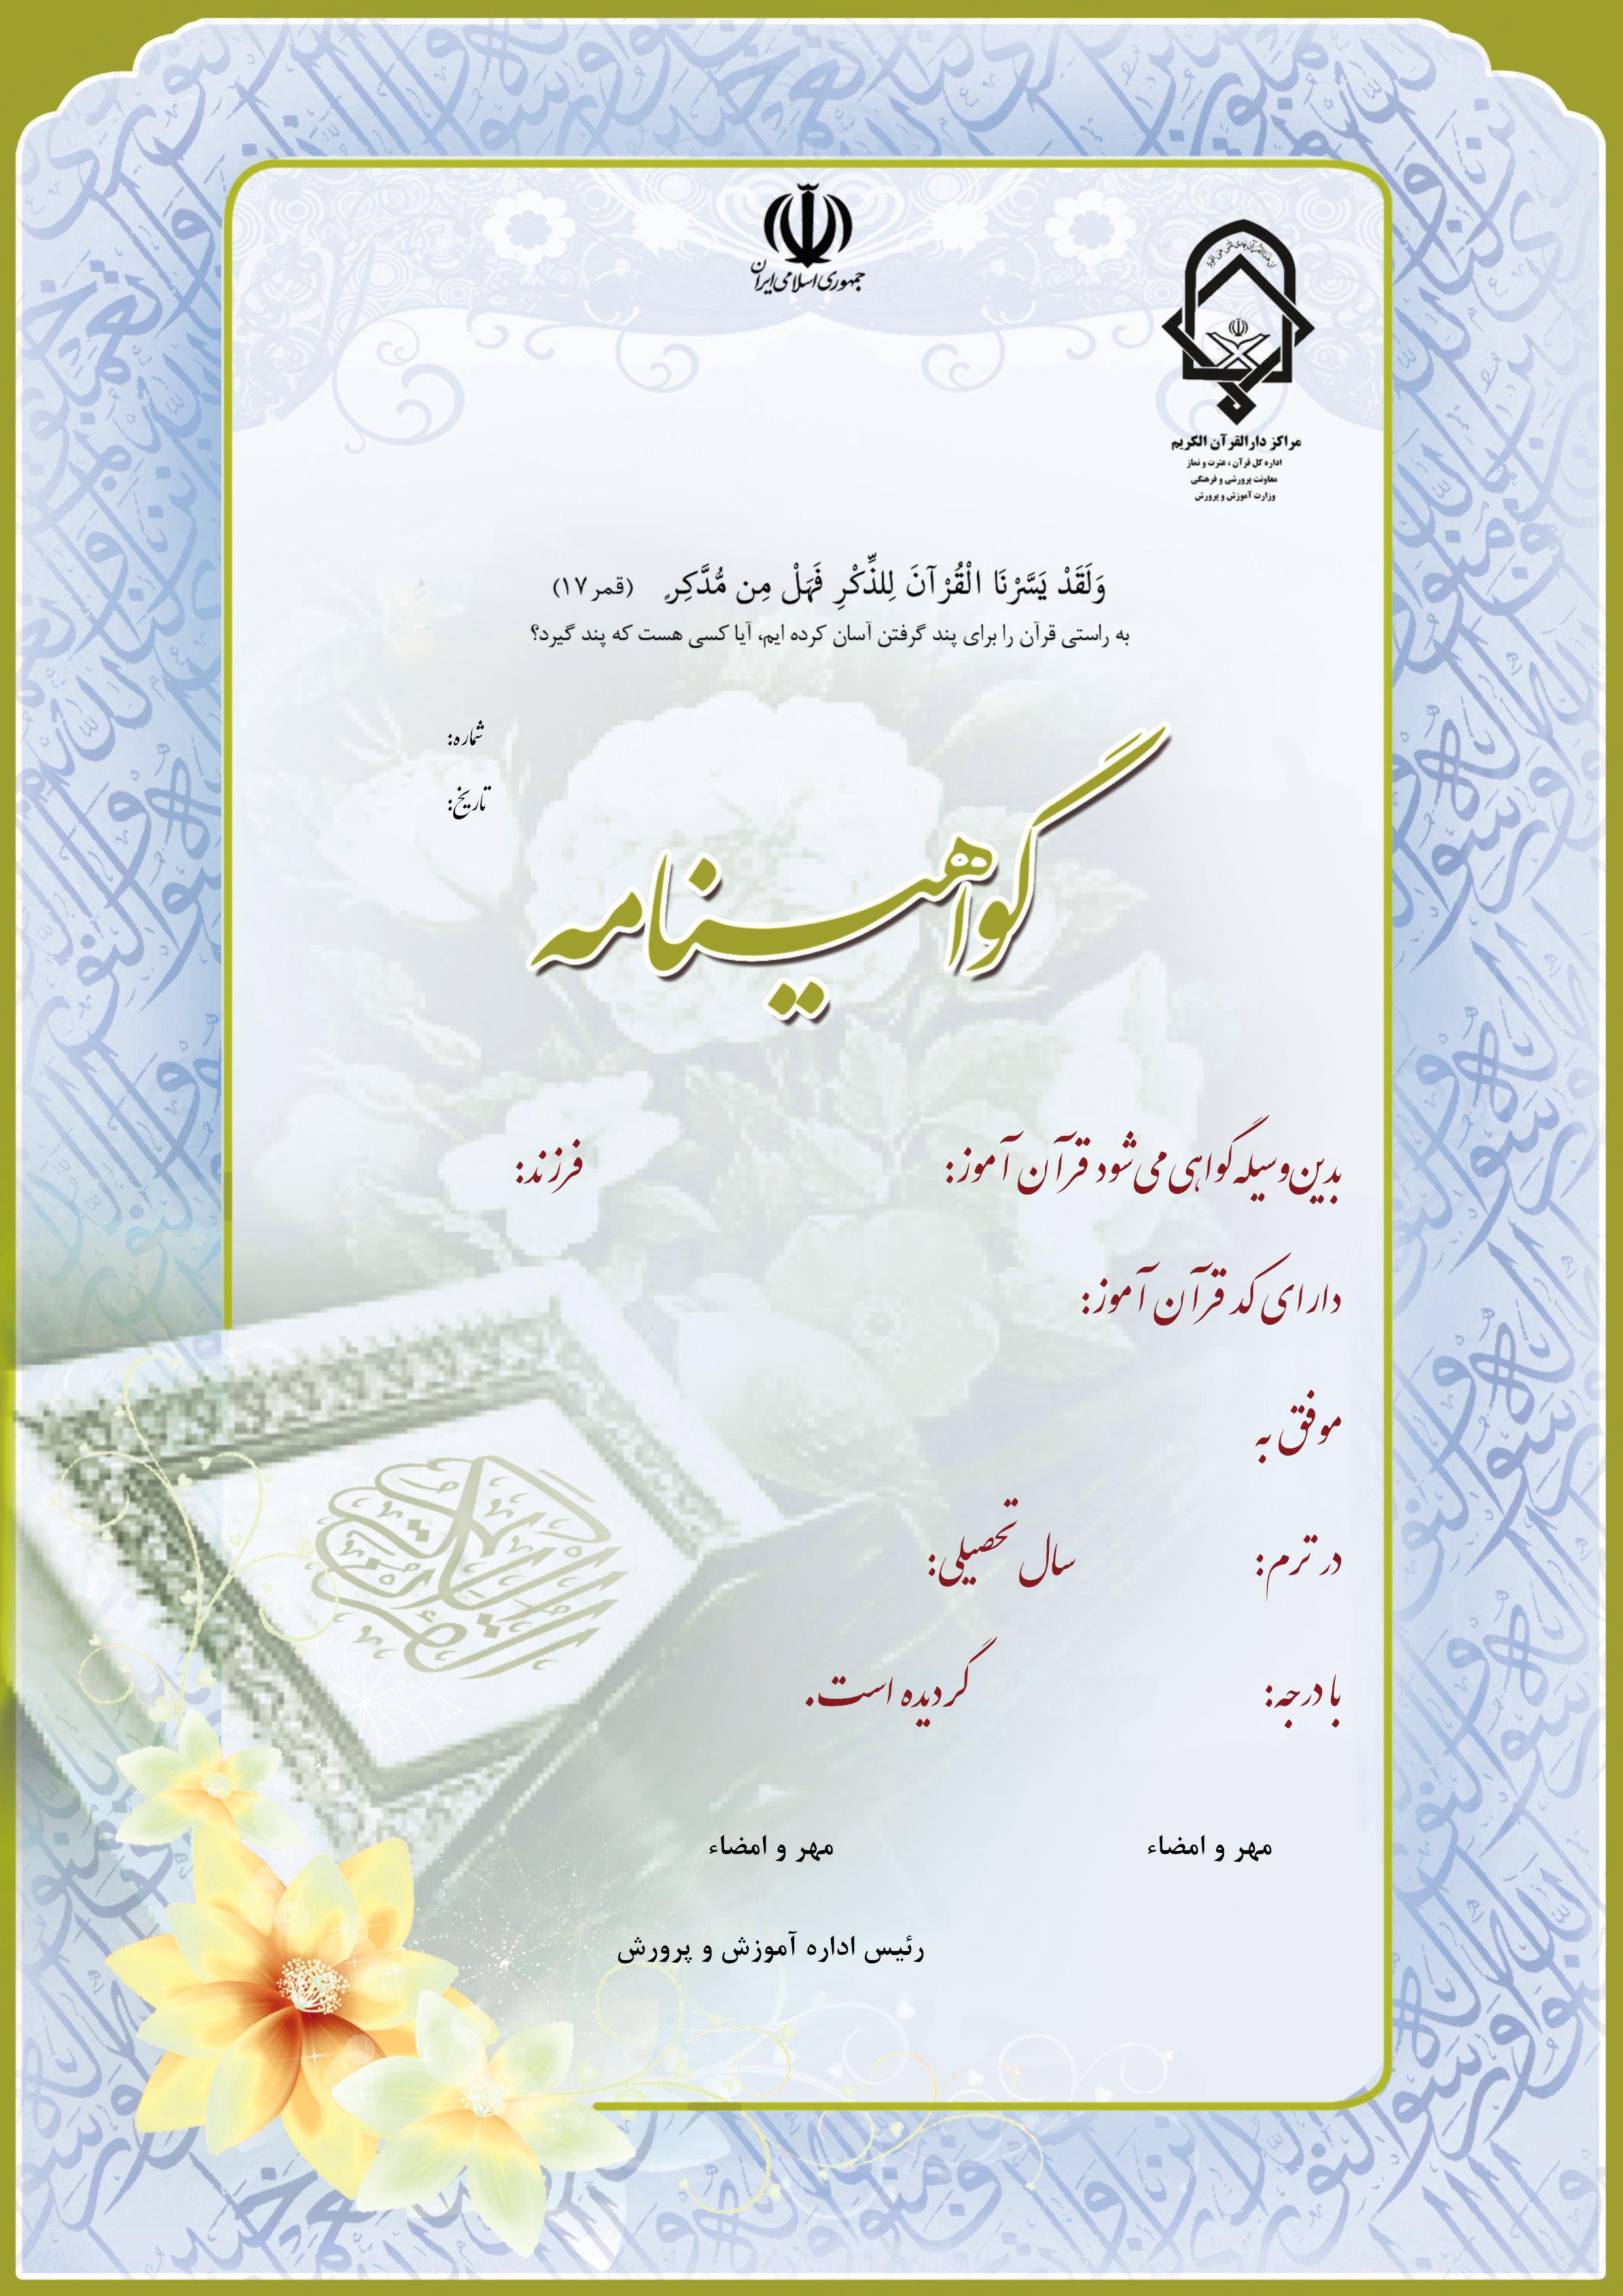 جمهوری اسلامی ایران
مراکز دارالقرآن الکریم
اداره کل قرآن ، عترت و نماز
معاونت پرورشی و فرهنگی
وزارت آموزش و پرورش
وَلَقَدْ يَسَّرْنَا الْقُرْآنَ لِلذِّكْرِ فَهَلْ مِن مُّدَّكِرٍ (قمر ۱۷)
به راستی قرآن را برای پند گرفتن آسان کرده ایم، آیا کسی هست که پند گیرد؟
شماره:
تاریخ:
گواهینامه
بدین وسیله گواهی می شود قرآن آموز: فرزند:
دارای کد قرآن آموز:
موفق به
در ترم: سال تحصیلی:
با درجه: گردیده است.
مهر و امضاء مهر و امضاء
رئیس اداره آموزش و پرورش